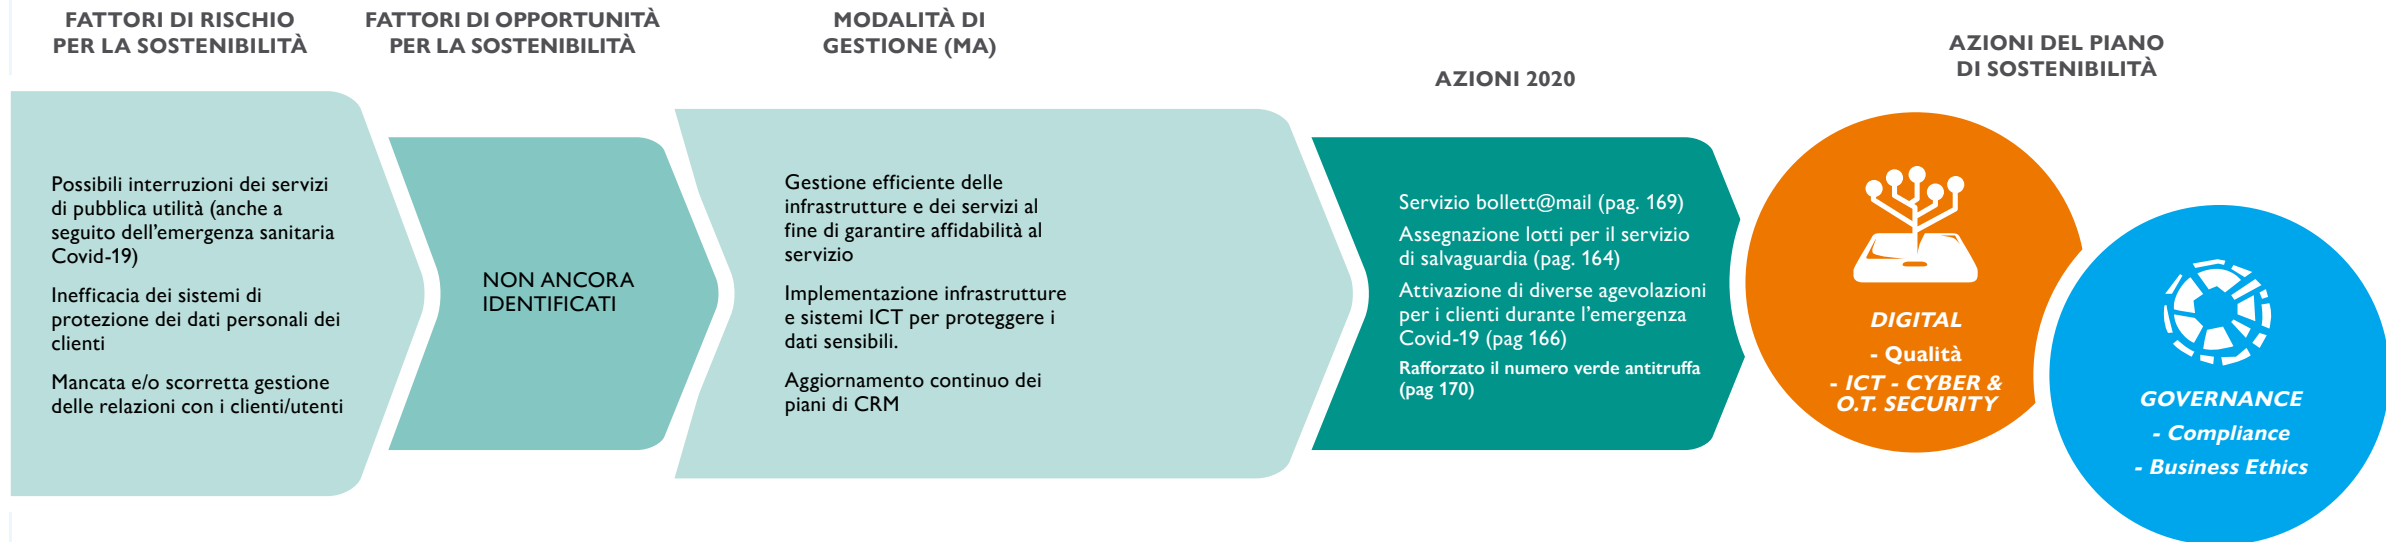 FATTORI DI RISCHIO
PER LA SOSTENIBILITÀ
FATTORI DI OPPORTUNITÀ
PER LA SOSTENIBILITÀ
MODALITÀ DI
GESTIONE (MA)
AZIONI 2020
AZIONI DEL PIANO
DI SOSTENIBILITÀ
Possibili interruzioni dei servizi
di pubblica utilità (anche a
seguito dell’emergenza sanitaria
Covid-19)
Inefficacia dei sistemi di
protezione dei dati personali dei
clienti
Mancata e/o scorretta gestione
delle relazioni con i clienti/utenti
NON ANCORA
IDENTIFICATI
Gestione efficiente delle
infrastrutture e dei servizi al
fine di garantire affidabilità al
servizio
Implementazione infrastrutture
e sistemi ICT per proteggere i
dati sensibili.
Aggiornamento continuo dei
piani di CRM
Servizio bollett@mail (pag. 169)
Assegnazione lotti per il servizio
di salvaguardia (pag. 164)
Attivazione di diverse agevolazioni
per i clienti durante l’emergenza
Covid-19 (pag 166)
Rafforzato il numero verde antitruffa
(pag 170)
DIGITAL
- Qualità
- ICT - CYBER &
O.T. SECURITY
GOVERNANCE
- Compliance
- Business Ethics